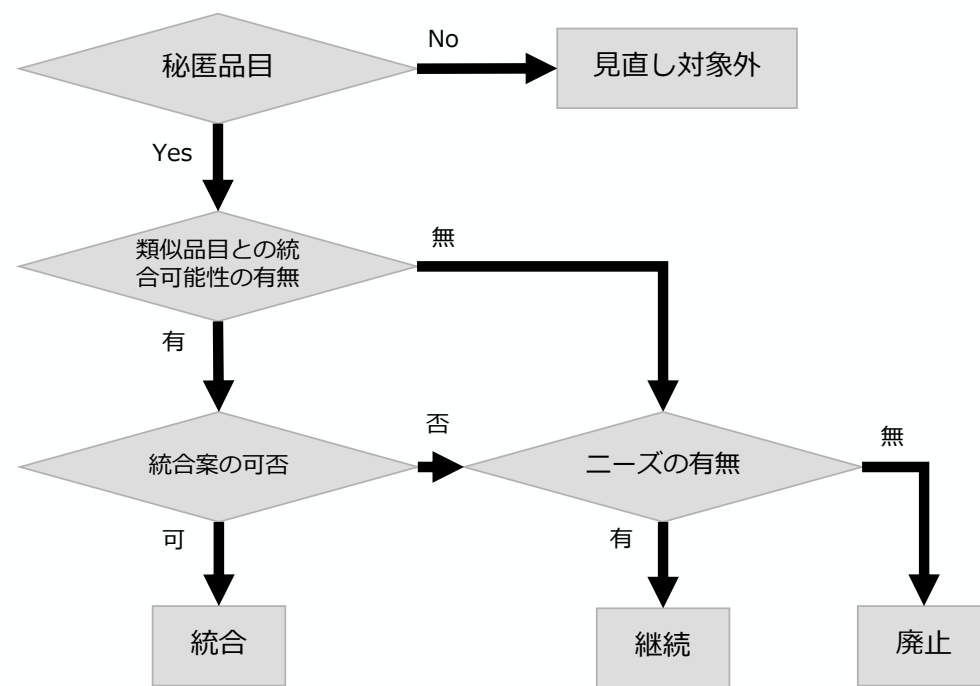 秘匿品目
No
見直し対象外
Yes
類似品目との統
合可能性の有無
無
有
統合案の可否
否
ニーズの有無
無
可
有
統合
継続
廃止